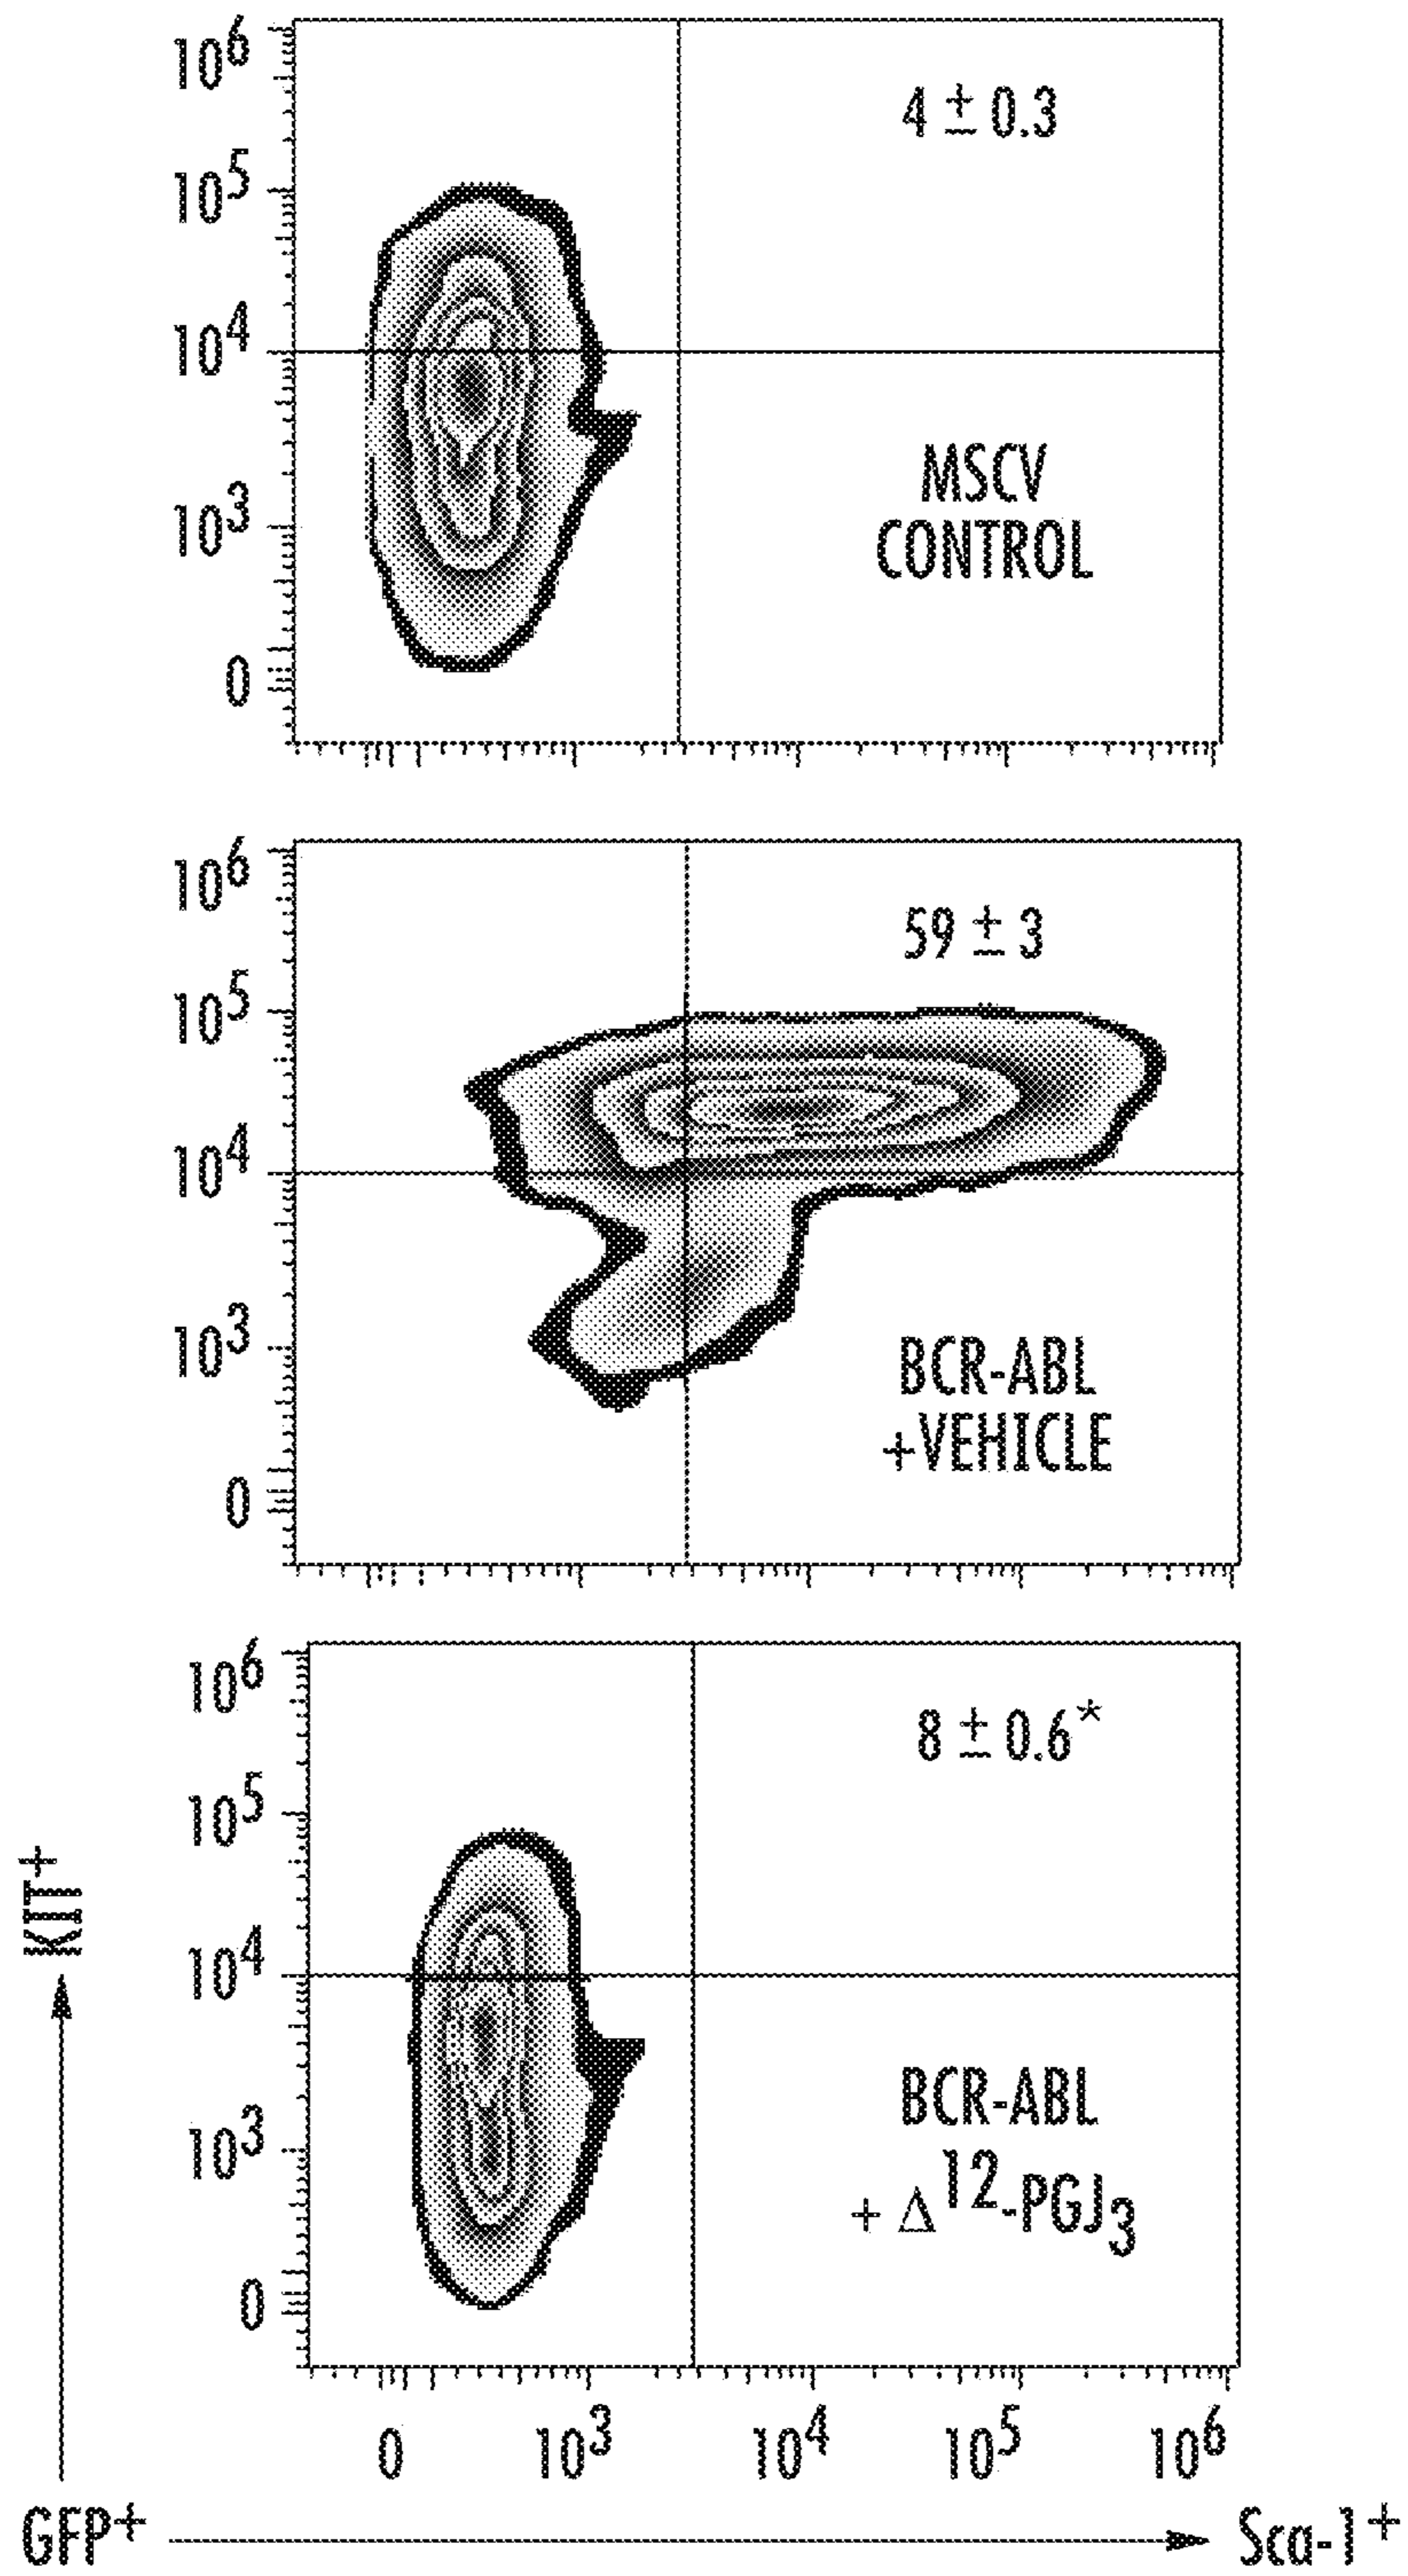 10^6
10^5
10^4
10^3
0
4 ± 0.3
MSCV
CONTROL
10^6
10^5
10^4
10^3
0
59 ± 3
BCR-ABL
+VEHICLE
10^6
10^5
10^4
10^3
0
8 ± 0.6*
BCR-ABL
+ Δ^12-PGJ_3
0 10^3 10^4 10^5 10^6
KIT+
GFP+
Sca-1+